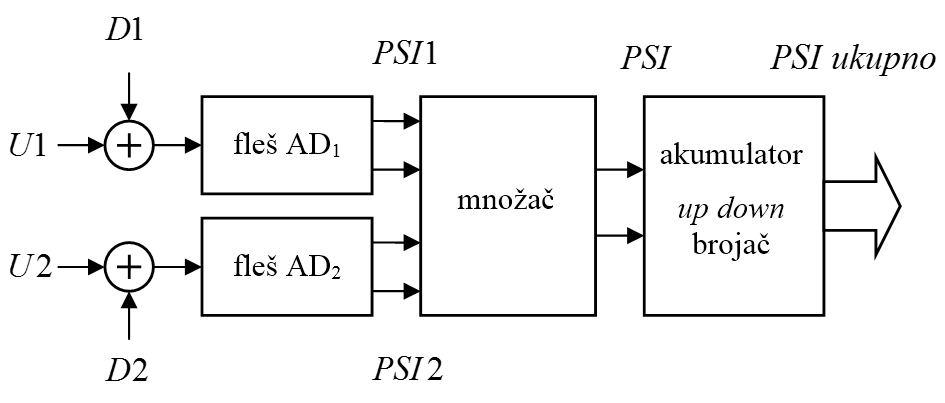 D1
PSI1
PSI
PSI ukupno
U1
fleš AD₁
množač
akumulator
up down
brojač
U2
fleš AD₂
D2
PSI2